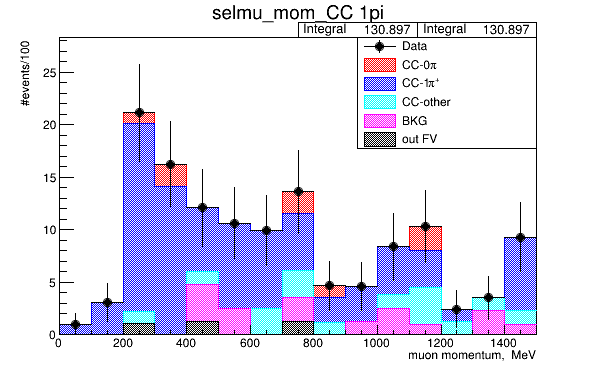 selmu_mom_CC 1pi
Integral 130.897 Integral 130.897
Data
CC-0π
CC-1π⁺
CC-other
BKG
out FV
#events/100
25
20
15
10
5
0
0 200 400 600 800 1000 1200 1400
muon momentum, MeV